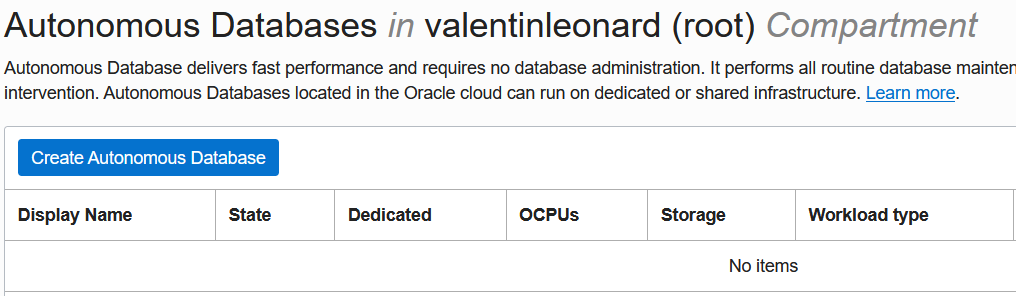 Autonomous Databases in valentinleonard (root) Compartment
Autonomous Database delivers fast performance and requires no database administration. It performs all routine database
intervention. Autonomous Databases located in the Oracle cloud can run on dedicated or shared infrastructure. Learn more.
Create Autonomous Database
Display Name State Dedicated OCPUs Storage Workload type
No items